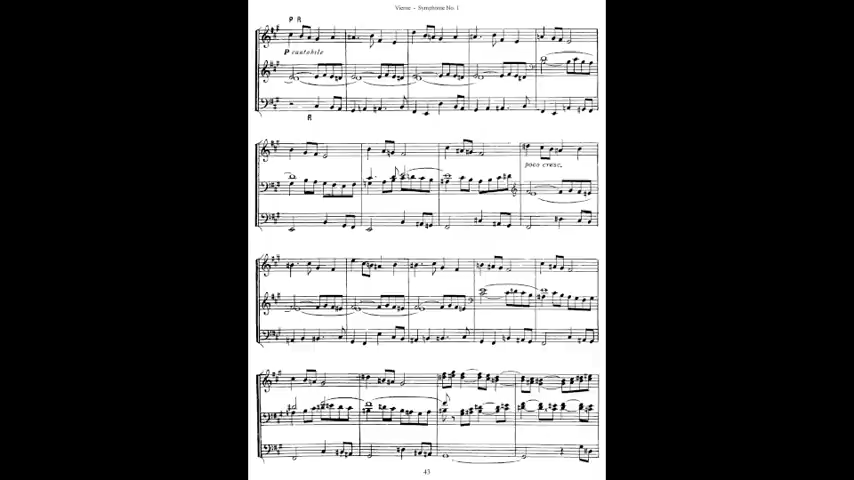 Vierne - Symphonie No. 1
P R
P cantabile
R
poco cresc.
43